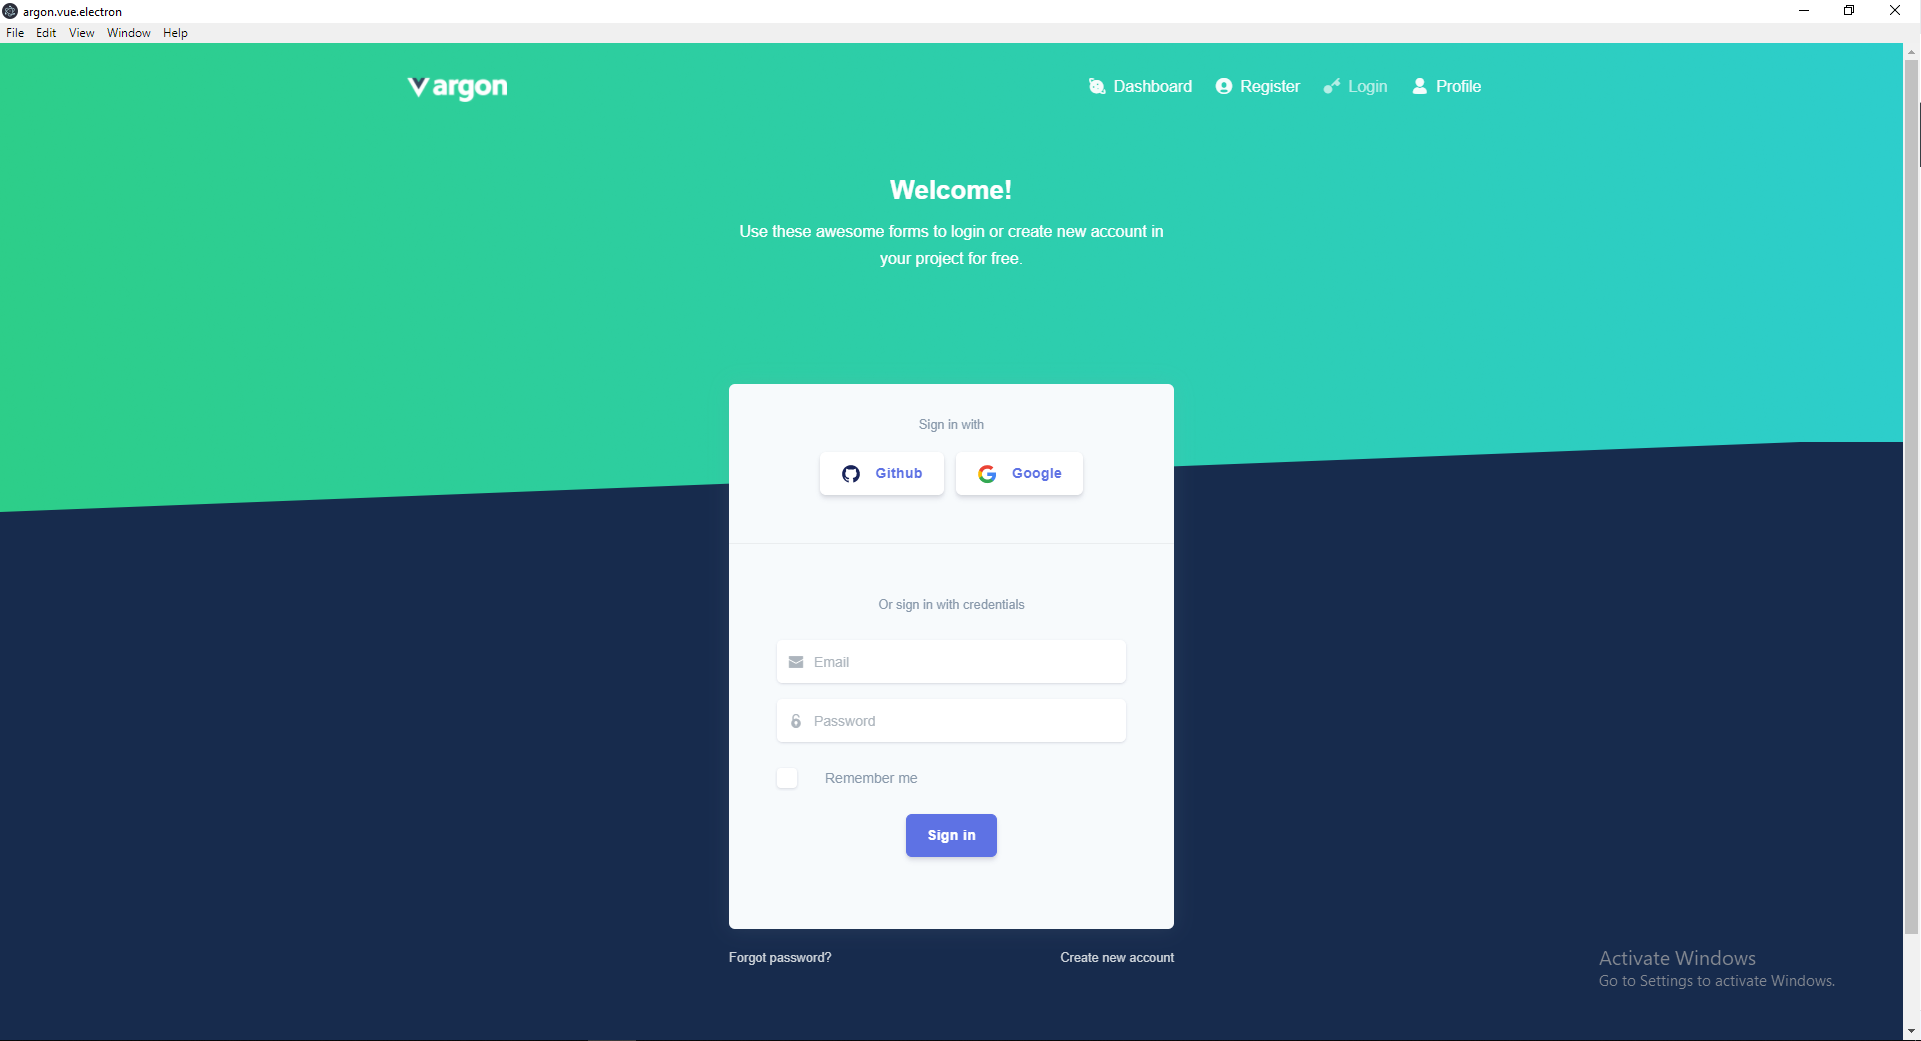 argon.vue.electron
File Edit View Window Help
argon
Dashboard Register Login Profile
Welcome!
Use these awesome forms to login or create new account in
your project for free.
Sign in with
Github Google
Or sign in with credentials
Email
Password
Remember me
Sign in
Forgot password? Create new account
Activate Windows
Go to Settings to activate Windows.